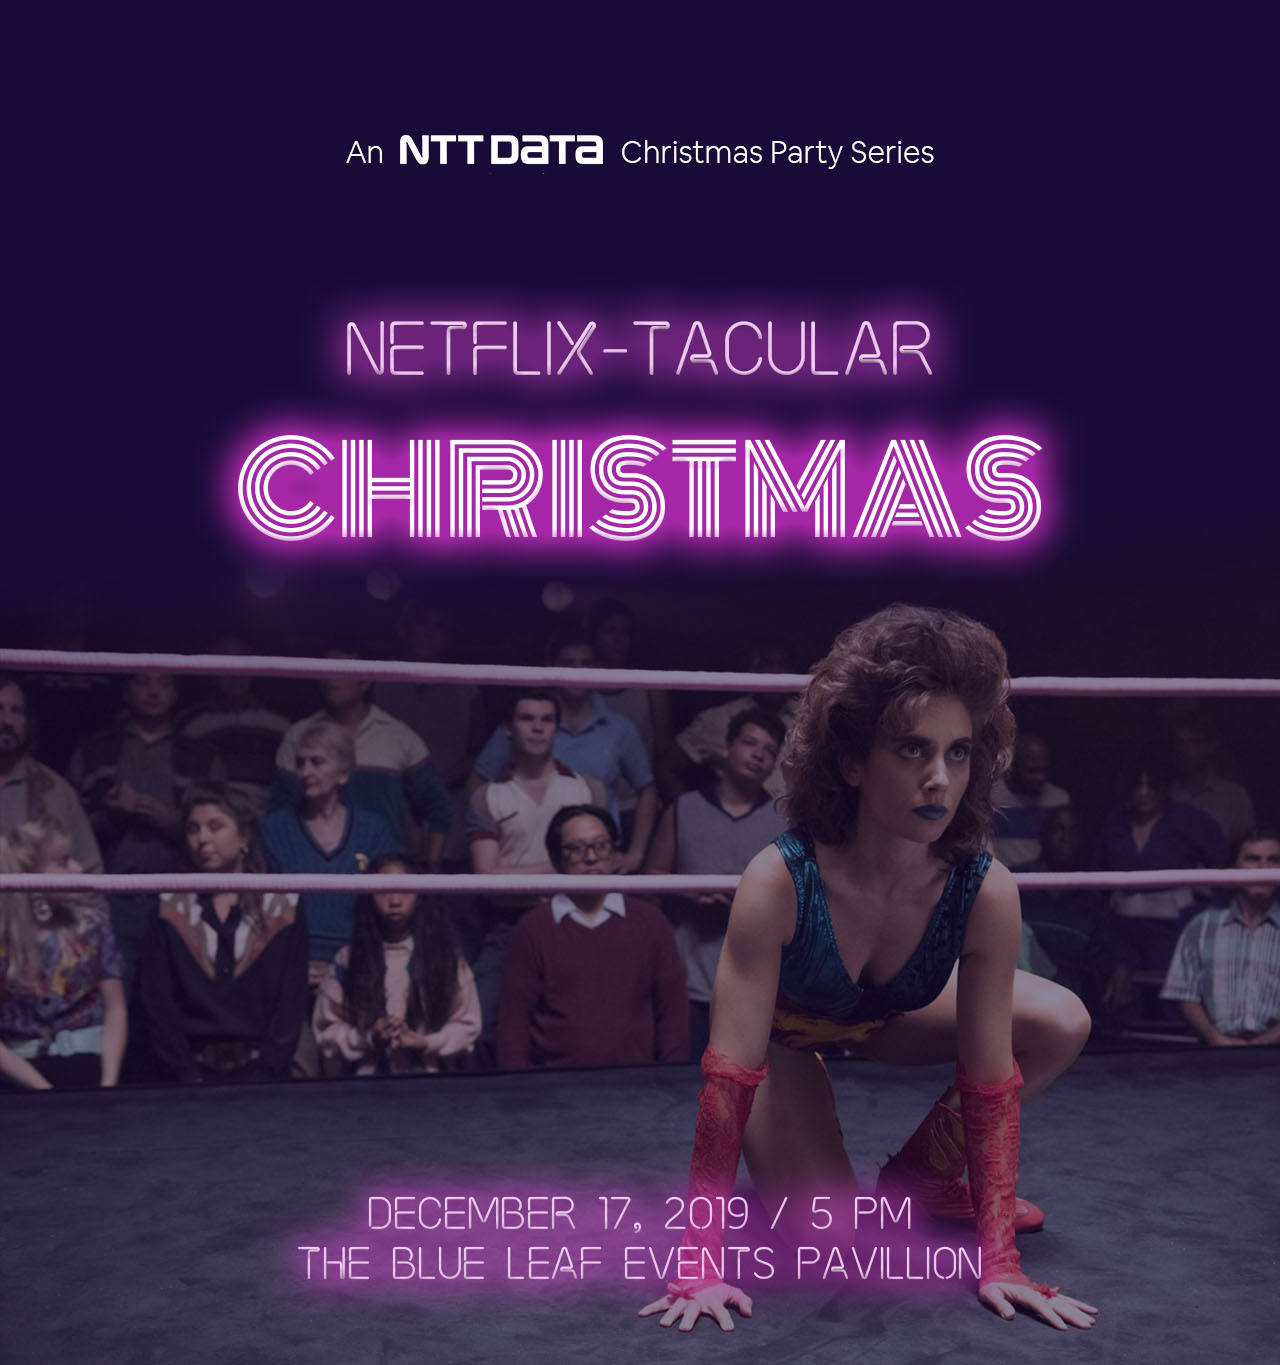 An NTT DATA Christmas Party Series
NETFLIX-TACULAR
CHRISTMAS
DECEMBER 17, 2019 / 5 PM
THE BLUE LEAF EVENTS PAVILLION